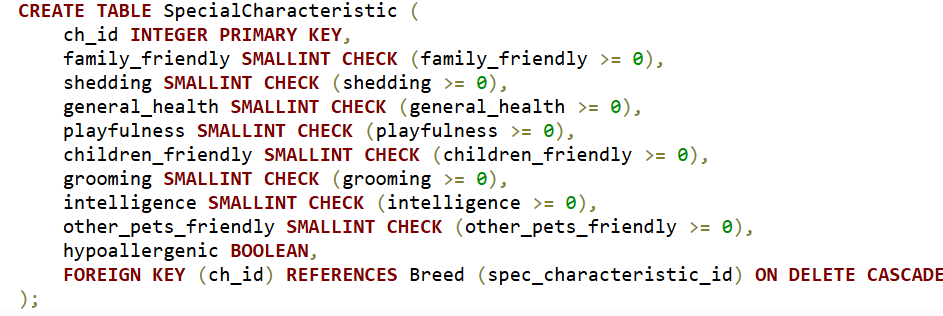 CREATE TABLE SpecialCharacteristic (
    ch_id INTEGER PRIMARY KEY,
    family_friendly SMALLINT CHECK (family_friendly >= 0),
    shedding SMALLINT CHECK (shedding >= 0),
    general_health SMALLINT CHECK (general_health >= 0),
    playfulness SMALLINT CHECK (playfulness >= 0),
    children_friendly SMALLINT CHECK (children_friendly >= 0),
    grooming SMALLINT CHECK (grooming >= 0),
    intelligence SMALLINT CHECK (intelligence >= 0),
    other_pets_friendly SMALLINT CHECK (other_pets_friendly >= 0),
    hypoallergenic BOOLEAN,
    FOREIGN KEY (ch_id) REFERENCES Breed (spec_characteristic_id) ON DELETE CASCADE
);